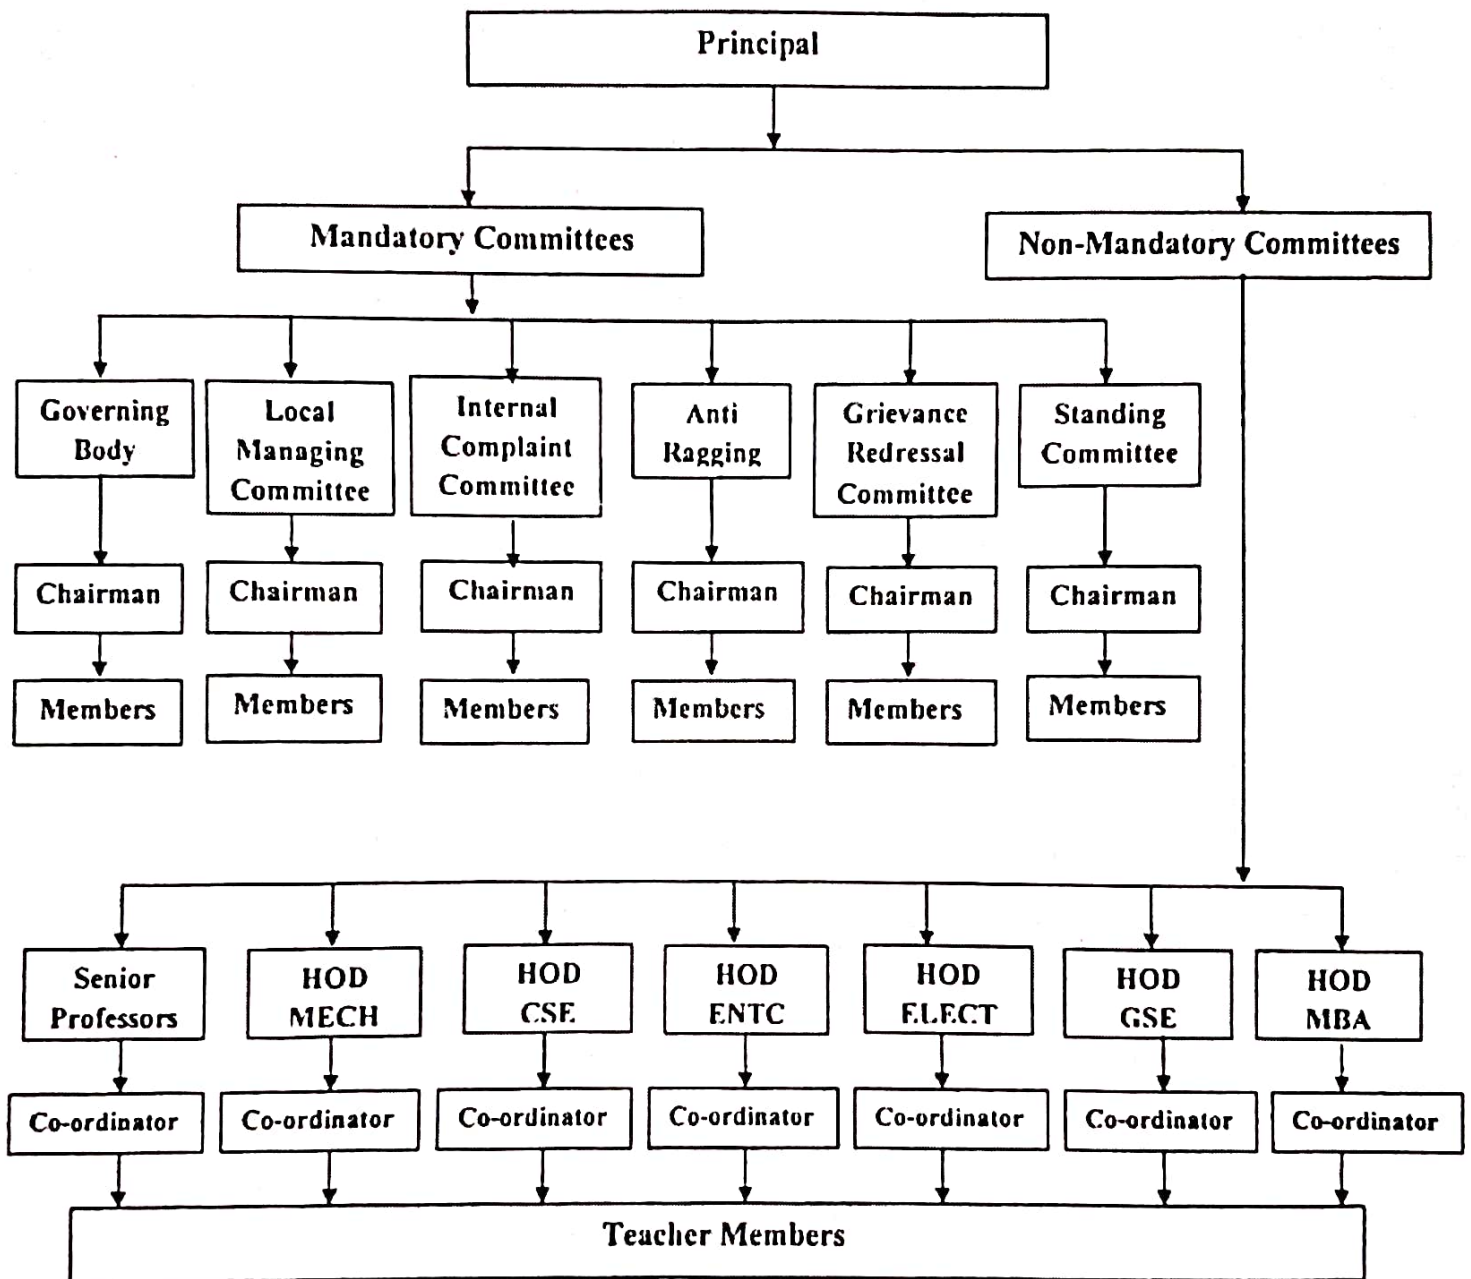 Principal
Mandatory Committees
Non-Mandatory Committees
Governing
Body
Local
Managing
Committee
Internal
Complaint
Committee
Anti
Ragging
Grievance
Redressal
Committee
Standing
Committee
Chairman
Chairman
Chairman
Chairman
Chairman
Chairman
Members
Members
Members
Members
Members
Members
Senior
Professors
HOD
MECH
HOD
CSE
HOD
ENTC
HOD
ELECT
HOD
GSE
HOD
MBA
Co-ordinator
Co-ordinator
Co-ordinator
Co-ordinator
Co-ordinator
Co-ordinator
Co-ordinator
Teacher Members